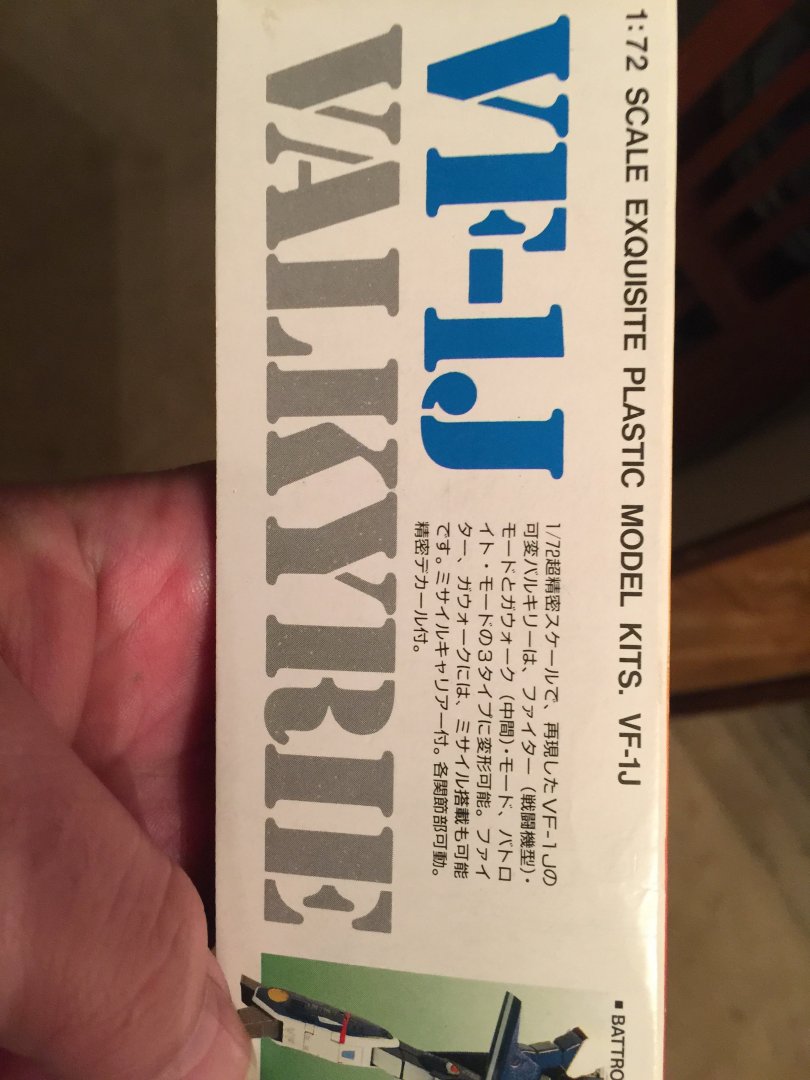 1:72 SCALE EXQUISITE PLASTIC MODEL KITS. VF-1J
VF-1J
VALKYRIE
1/72超精密スケールで、再現したVF-1Jの
可変バルキリーは、ファイター（戦闘機型）・
モードとガウォーク（中間）・モード、バトロ
イト・モードの3タイプに変形可能。ファイ
ター、ガウォークには、ミサイル搭載も可能
です。ミサイルキャリアー付。各関節部可動。
精密デカール付。
■BATTRO